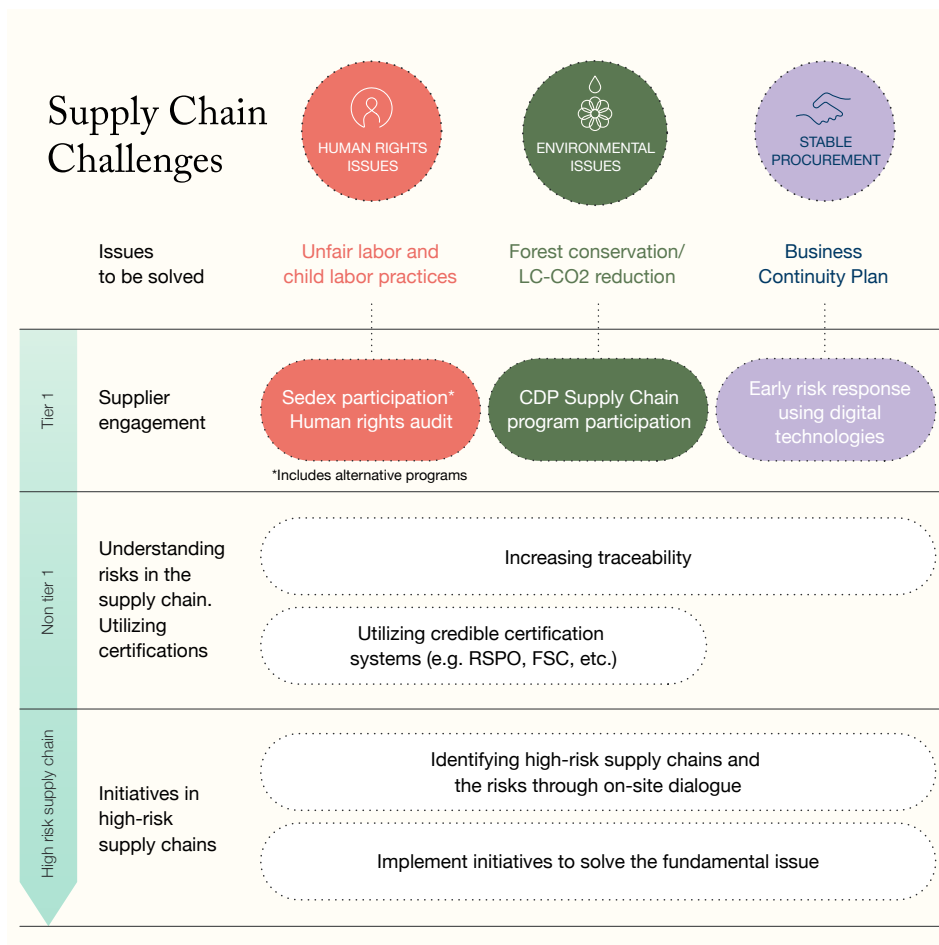 Supply Chain
Challenges
HUMAN RIGHTS
ISSUES
ENVIRONMENTAL
ISSUES
STABLE
PROCUREMENT
Issues
to be solved
Unfair labor and
child labor practices
Forest conservation/
LC-CO2 reduction
Business
Continuity Plan
Tier 1
Supplier
engagement
Sedex participation*
Human rights audit
*Includes alternative programs
CDP Supply Chain
program participation
Early risk response
using digital
technologies
Non tier 1
Understanding
risks in the
supply chain.
Utilizing
certifications
Increasing traceability
Utilizing credible certification
systems (e.g. RSPO, FSC, etc.)
High risk supply chain
Initiatives in
high-risk
supply chains
Identifying high-risk supply chains and
the risks through on-site dialogue
Implement initiatives to solve the fundamental issue